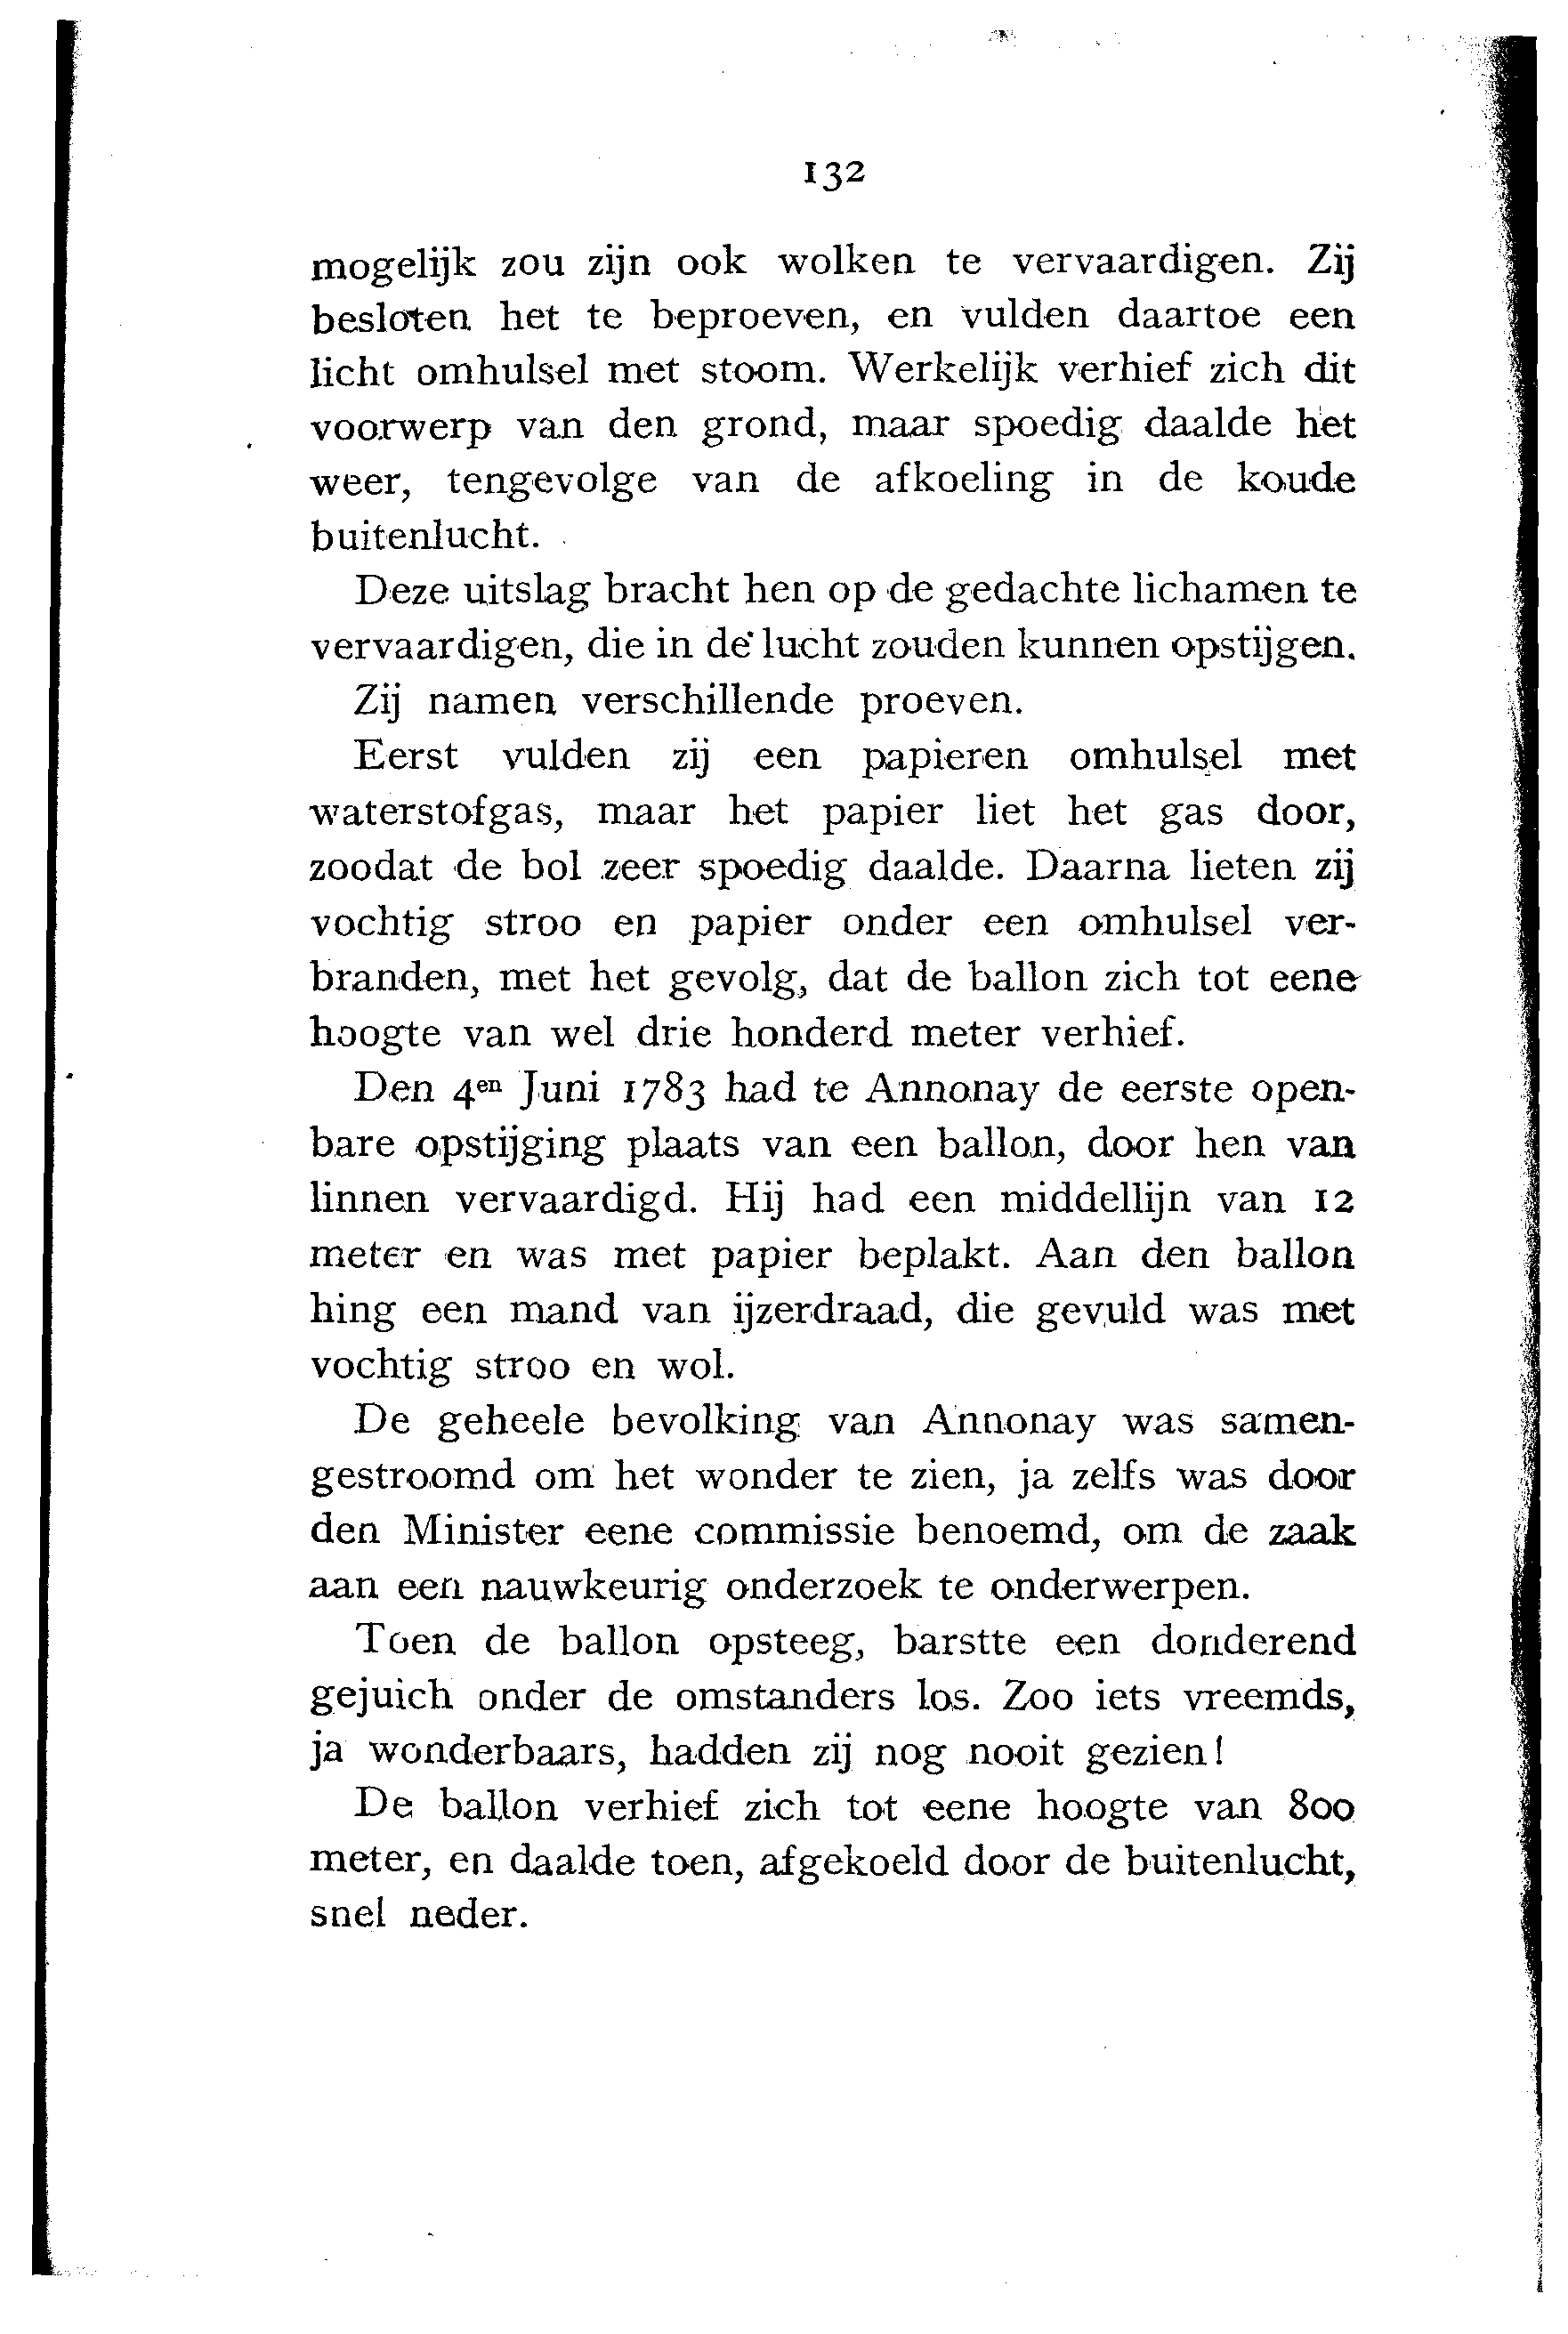 132
mogelijk zou zijn ook wolken te vervaardigen. Zij
besloten het te beproeven, en vulden daartoe een
licht omhulsel met stoom. Werkelijk verhief zich dit
voorwerp van den grond, maar spoedig daalde het
weer, tengevolge van de afkoeling in de koude
buitenlucht.
Deze uitslag bracht hen op de gedachte lichamen te
vervaardigen, die in de lucht zouden kunnen opstijgen.
Zij namen verschillende proeven.
Eerst vulden zij een papieren omhulsel met
waterstofgas, maar het papier liet het gas door,
zoodat de bol zeer spoedig daalde. Daarna lieten zij
vochtig stroo en papier onder een omhulsel ver-
branden, met het gevolg, dat de ballon zich tot eene
hoogte van wel drie honderd meter verhief.
Den 4en Juni 1783 had te Annonay de eerste open-
bare opstijging plaats van een ballon, door hen van
linnen vervaardigd. Hij had een middellijn van 12
meter en was met papier beplakt. Aan den ballon
hing een mand van ijzerdraad, die gevuld was met
vochtig stroo en wol.
De geheele bevolking van Annonay was samen-
gestroomd om het wonder te zien, ja zelfs was door
den Minister eene commissie benoemd, om de zaak
aan een nauwkeurig onderzoek te onderwerpen.
Toen de ballon opsteeg, barstte een donderend
gejuich onder de omstanders los. Zoo iets vreemds,
ja wonderbaars, hadden zij nog nooit gezien!
De ballon verhief zich tot eene hoogte van 800
meter, en daalde toen, afgekoeld door de buitenlucht,
snel neder.